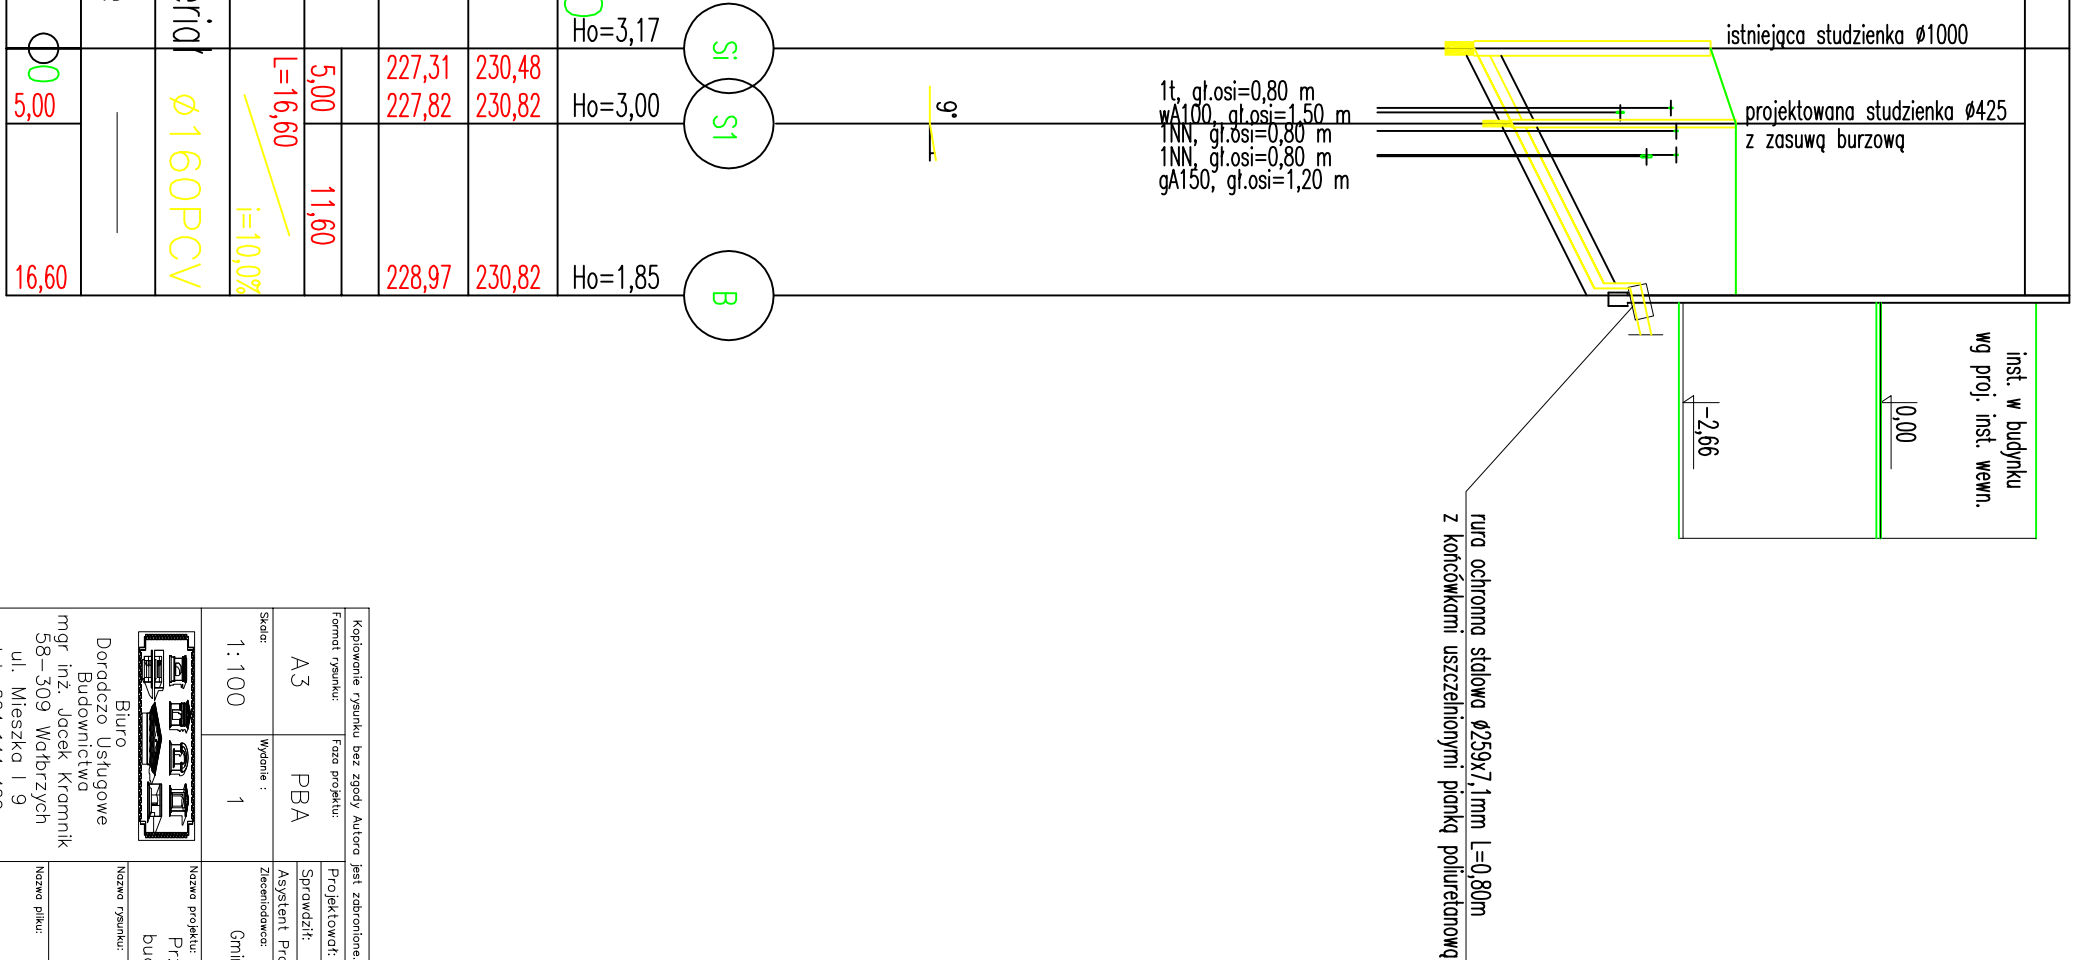 istniejąca studzienka Ø1000
projektowana studzienka Ø425
z zasuwą burzową
1t, gł.osi=0,80 m
wA100, gł.osi=1,50 m
1NN, gł.osi=0,80 m
1NN, gł.osi=0,80 m
gA150, gł.osi=1,20 m
9°
Si
S1
B
Ho=3,17
Ho=3,00
Ho=1,85
230,48
230,82
230,82
227,31
227,82
228,97
5,00
11,60
L=16,60
i=10,0%
Ø160PCV
0
5,00
16,60
inst. w budynku
wg proj. inst. wewn.
0,00
-2,66
rura ochronna stalowa Ø259x7,1mm L=0,80m
z końcówkami uszczelnionymi pianką poliuretanową
Kopiowanie rysunku bez zgody Autora jest zabronione.
Format rysunku:
A3
Faza projektu:
PBA
Projektował:
Sprawdził:
Asystent
Skala:
1:100
Wydanie :
1
Zleceniodawca:
Biuro
Doradczo Usługowe
Budownictwa
mgr inż. Jacek Kramnik
58-309 Wałbrzych
ul. Mieszka I 9
Nazwa projektu:
Nazwa rysunku:
Nazwa pliku: